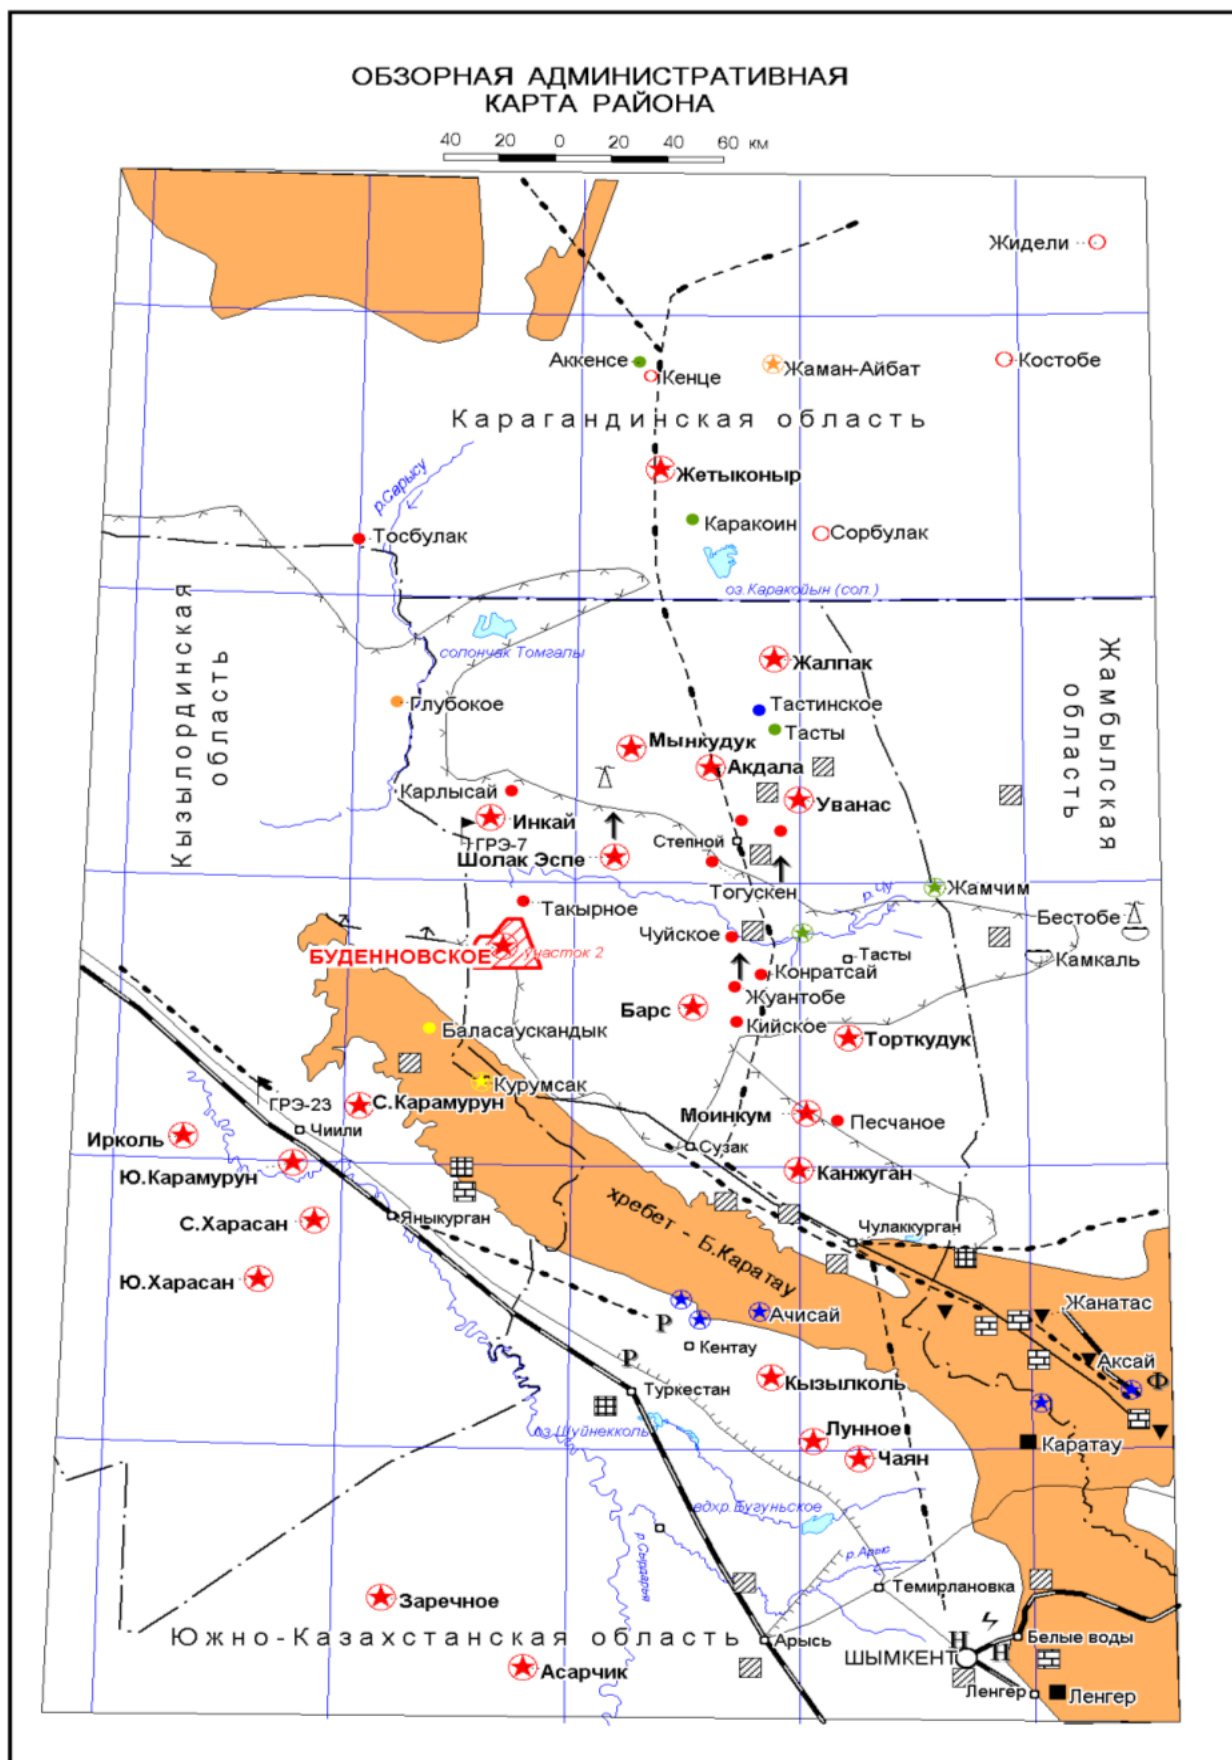 ОБЗОРНАЯ АДМИНИСТРАТИВНАЯ
КАРТА РАЙОНА
40 20 0 20 40 60 км
Жидели
Аккенсе
Кенце
Жаман-Айбат
Костобе
Карагандинская область
р.Сарысу
Жетыконыр
Каракоин
Тосбулак
Сорбулак
оз.Каракойын (сол.)
Кызылординская
область
Жамбылская
область
солончак Томгалы
Жалпак
Глубокое
Тастинское
Тасты
Мынкудук
Акдала
Карлысай
Уванас
Инкай
ГРЭ-7
Степной
Шолак Эспе
Тогускен
р.Чу
Жамчим
Такырное
Бестобе
Чуйское
БУДЕННОВСКОЕ
участок 2
Тасты
Камкаль
Конратсай
Жуантобе
Барс
Кийское
Баласаускандык
Торткудук
Курумсак
ГРЭ-23
С.Карамурун
Чиили
Моинкум
Песчаное
Ирколь
Сузак
Ю.Карамурун
Канжуган
хребет - Б.Каратау
С.Харасан
Яныкурган
Чулаккурган
Ю.Харасан
Жанатас
Р
Ачисай
Кентау
Р
Аксай
Ф
Кызылколь
Туркестан
оз.Шуйнекколь
Лунное
Каратау
Чаян
вдхр.Бугуньское
р.Сырдарья
р.Арыс
Темирлановка
Заречное
Южно-Казахстанская область
Арысь
Н
Н
Белые воды
ШЫМКЕНТ
Асарчик
Ленгер
Ленгер